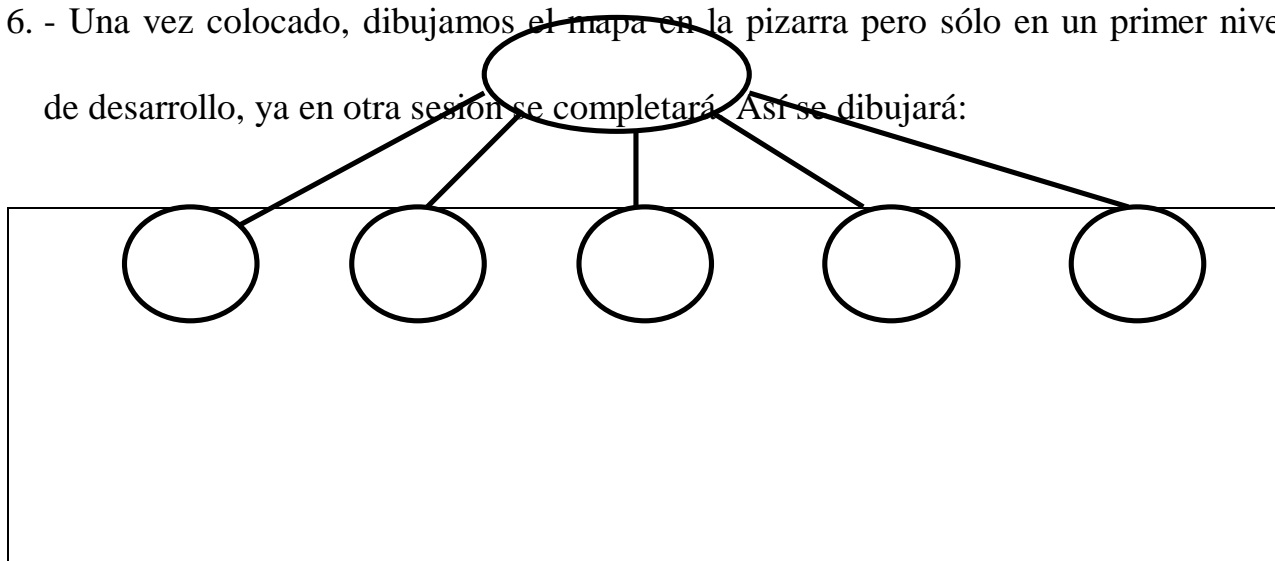 6. - Una vez colocado, dibujamos el mapa en la pizarra pero sólo en un primer nive
de desarrollo, ya en otra sesión se completará. Así se dibujará: